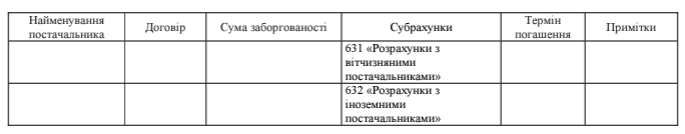 Найменування постачальника Договір Сума заборгованості Субрахунки Термін погашення Примітки
631 «Розрахунки з
вітчизняними
постачальниками»
632 «Розрахунки з
іноземними
постачальниками»